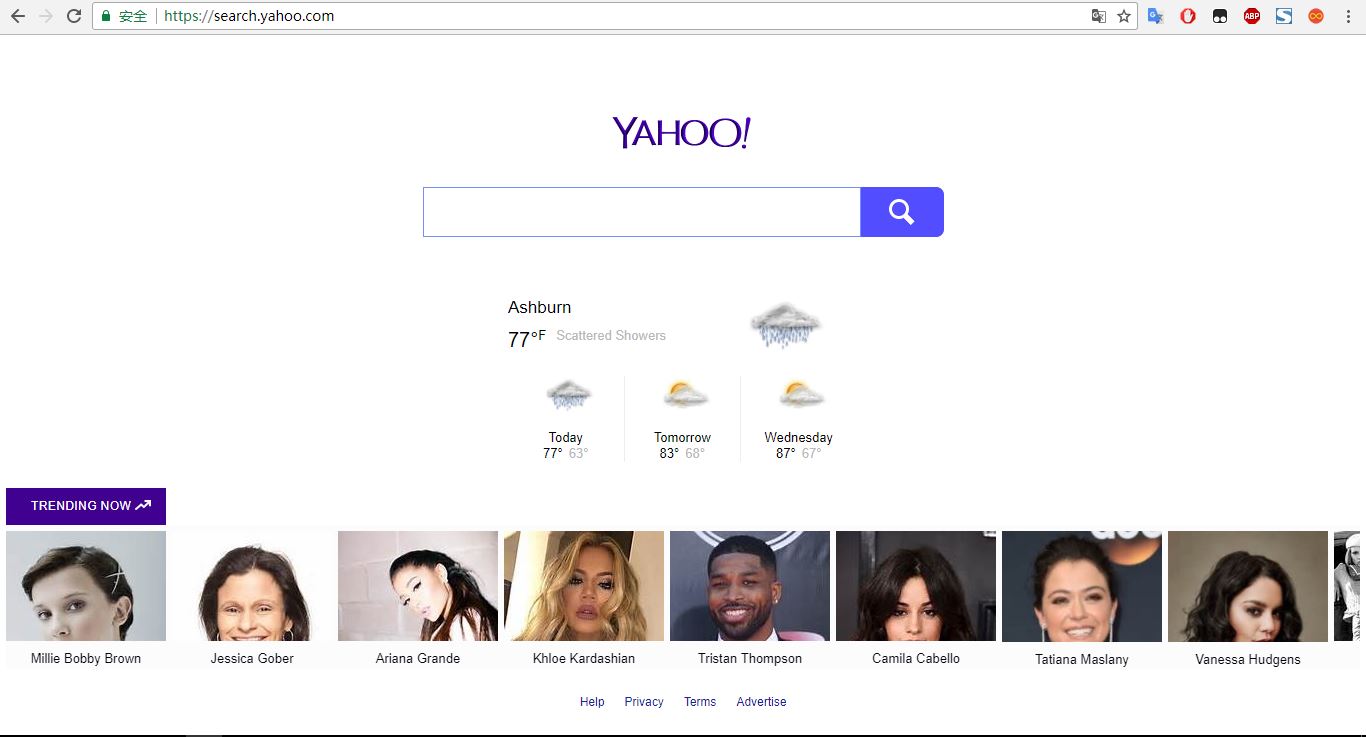 安全 https://search.yahoo.com
ABP
YAHOO!
Ashburn
77°F Scattered Showers
Today
77° 63°
Tomorrow
83° 68°
Wednesday
87° 67°
TRENDING NOW
abc
Millie Bobby Brown
Jessica Gober
Ariana Grande
Khloe Kardashian
Tristan Thompson
Camila Cabello
Tatiana Maslany
Vanessa Hudgens
Help Privacy Terms Advertise